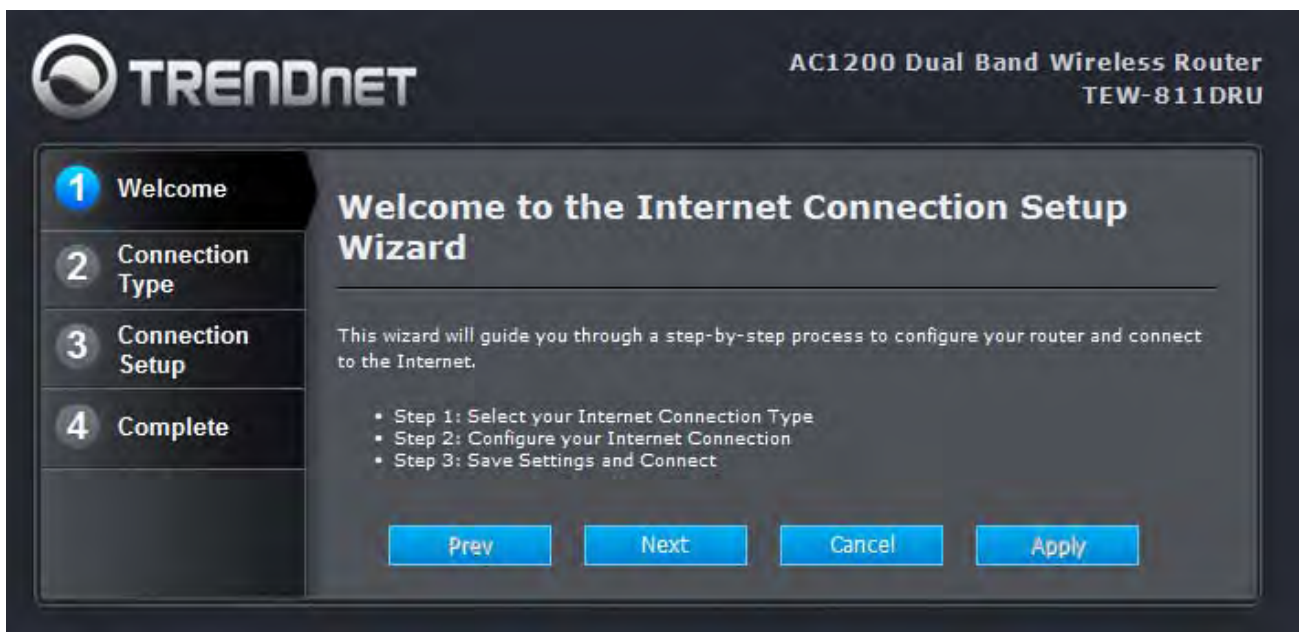 TRENDNET
AC1200 Dual Band Wireless Router
TEW-811DRU
1 Welcome
2 Connection
Type
3 Connection
Setup
4 Complete
Welcome to the Internet Connection Setup
Wizard
This wizard will guide you through a step-by-step process to configure your router and connect
to the Internet.
• Step 1: Select your Internet Connection Type
• Step 2: Configure your Internet Connection
• Step 3: Save Settings and Connect
Prev
Next
Cancel
Apply